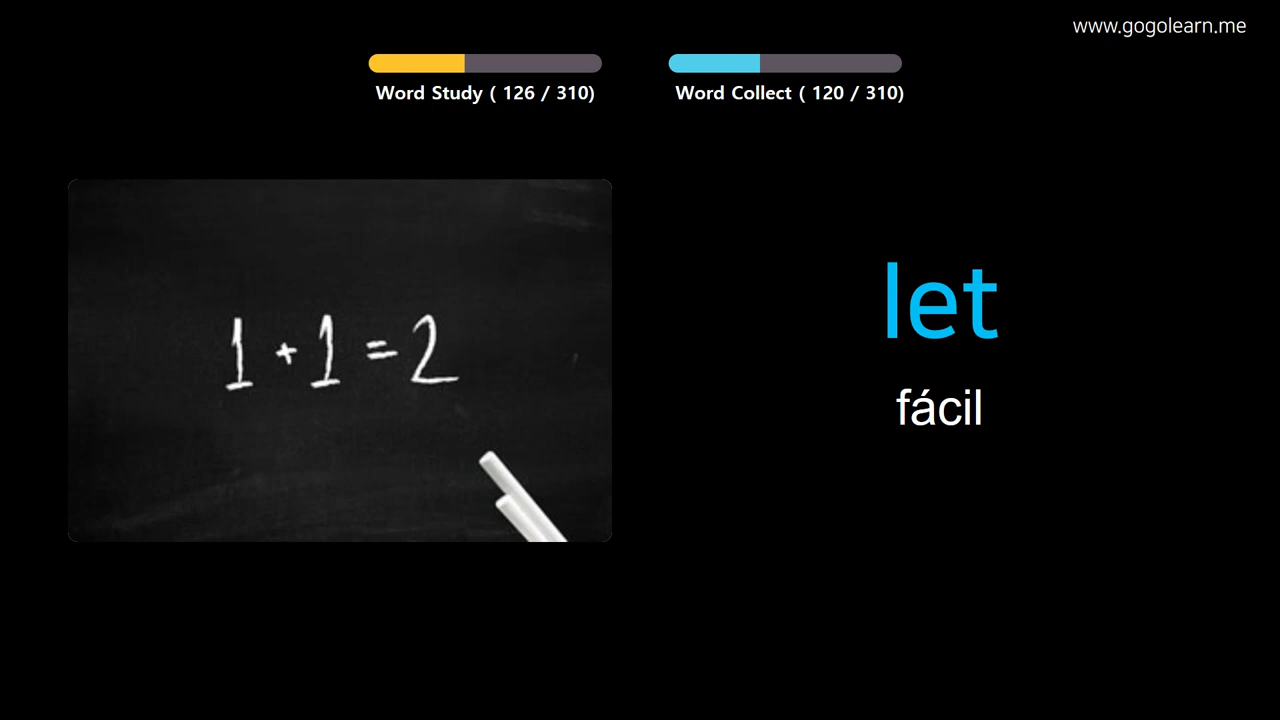 www.gogolearn.me
Word Study ( 126 / 310)
Word Collect ( 120 / 310)
1 + 1 = 2
let
fácil